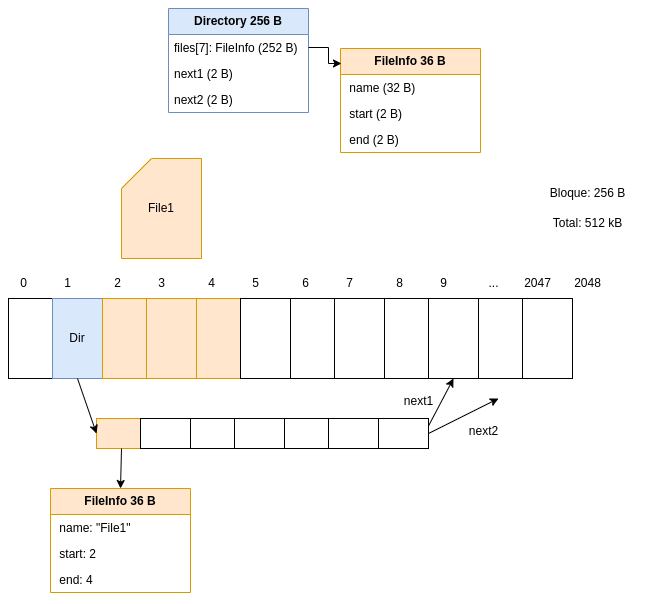 Directory 256 B
files[7]: FileInfo (252 B)
next1 (2 B)
next2 (2 B)
FileInfo 36 B
name (32 B)
start (2 B)
end (2 B)
File1
Bloque: 256 B
Total: 512 kB
0 1 2 3 4 5 6 7 8 9 ... 2047 2048
Dir
next1
next2
FileInfo 36 B
name: "File1"
start: 2
end: 4